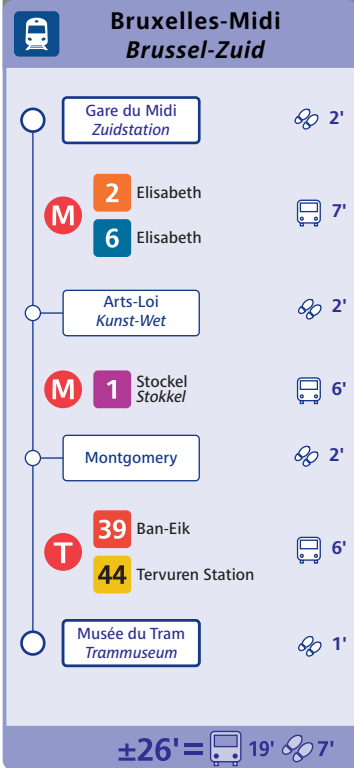 Bruxelles-Midi
Brussel-Zuid
Gare du Midi
Zuidstation
2'
M
2 Elisabeth
6 Elisabeth
7'
Arts-Loi
Kunst-Wet
2'
M 1 Stockel
Stokkel
6'
Montgomery 2'
T
39 Ban-Eik
44 Tervuren Station
6'
Musée du Tram
Trammuseum
1'
±26' = 19' 7'